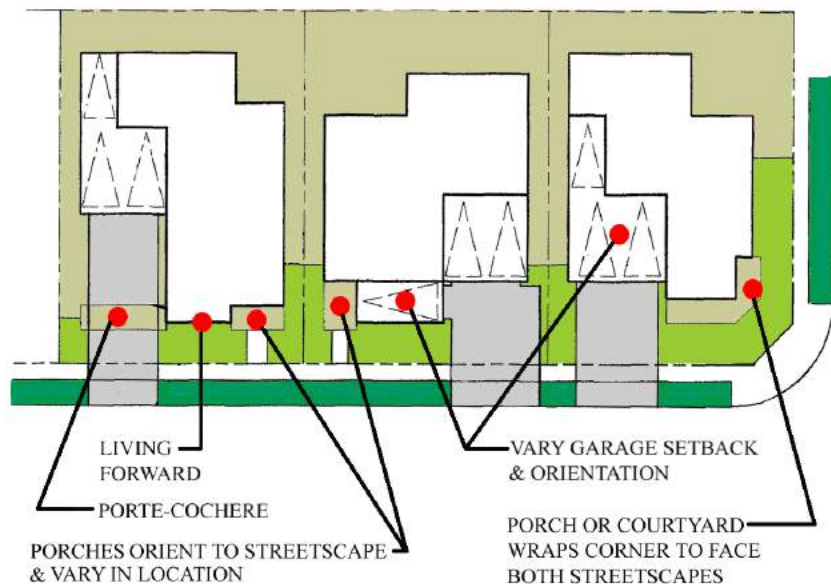 LIVING
FORWARD
PORTE-COCHERE
PORCHES ORIENT TO STREETSCAPE
& VARY IN LOCATION
VARY GARAGE SETBACK
& ORIENTATION
PORCH OR COURTYARD
WRAPS CORNER TO FACE
BOTH STREETSCAPES